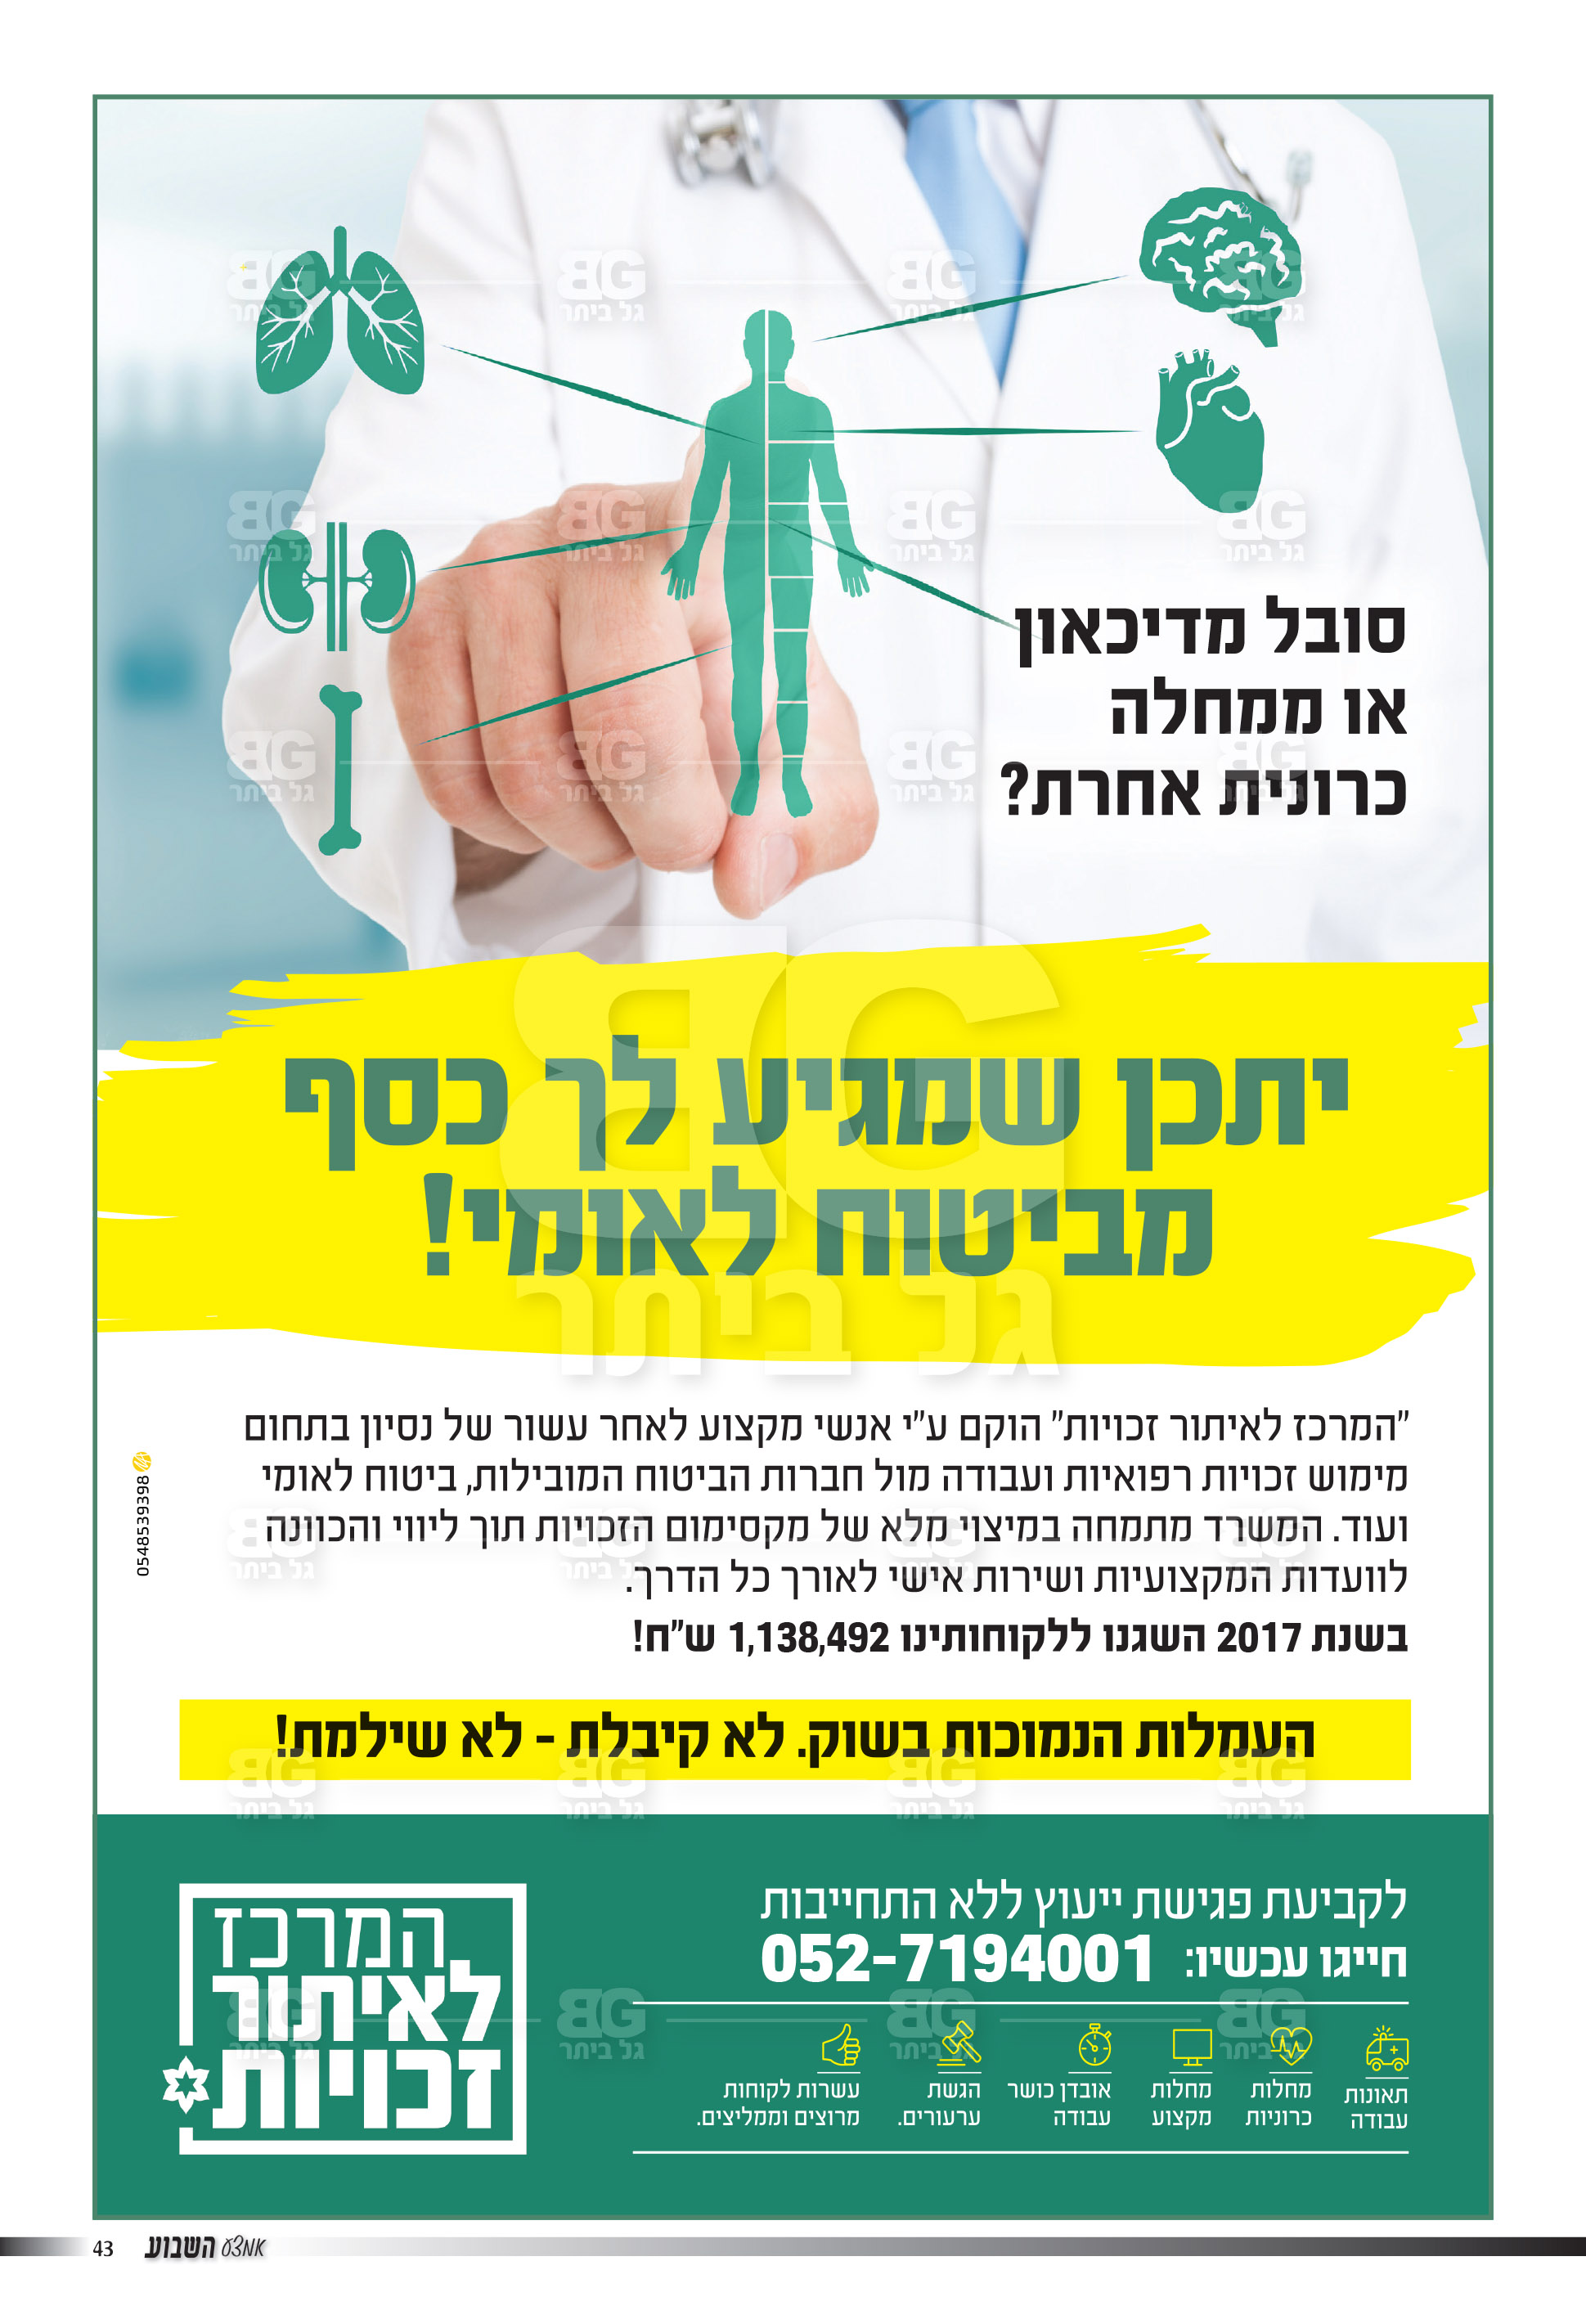 סובל מדיכאון
או ממחלה
כרונית אחרת?
יתכן שמגיע לך כסף
מביטוח לאומי!
"המרכז לאיתור זכויות" הוקם ע"י אנשי מקצוע לאחר עשור של נסיון בתחום
מימוש זכויות רפואיות ועבודה מול חברות הביטוח המובילות, ביטוח לאומי
ועוד. המשרד מתמחה במיצוי מלא של מקסימום הזכויות תוך ליווי והכוונה
לוועדות המקצועיות ושירות אישי לאורך כל הדרך.
בשנת 2017 השגנו ללקוחותינו 1,138,492 ש"ח!
0548539398
העמלות הנמוכות בשוק. לא קיבלת - לא שילמת!
לקביעת פגישת ייעוץ ללא התחייבות
חייגו עכשיו: 052-7194001
תאונות
עבודה
מחלות
כרוניות
מחלות
מקצוע
אובדן כושר
עבודה
הגשת
ערעורים.
עשרות לקוחות
מרוצים וממליצים.
המרכז
לאיתור
זכויות
BG
גל ביתר
אמצע השבוע 43